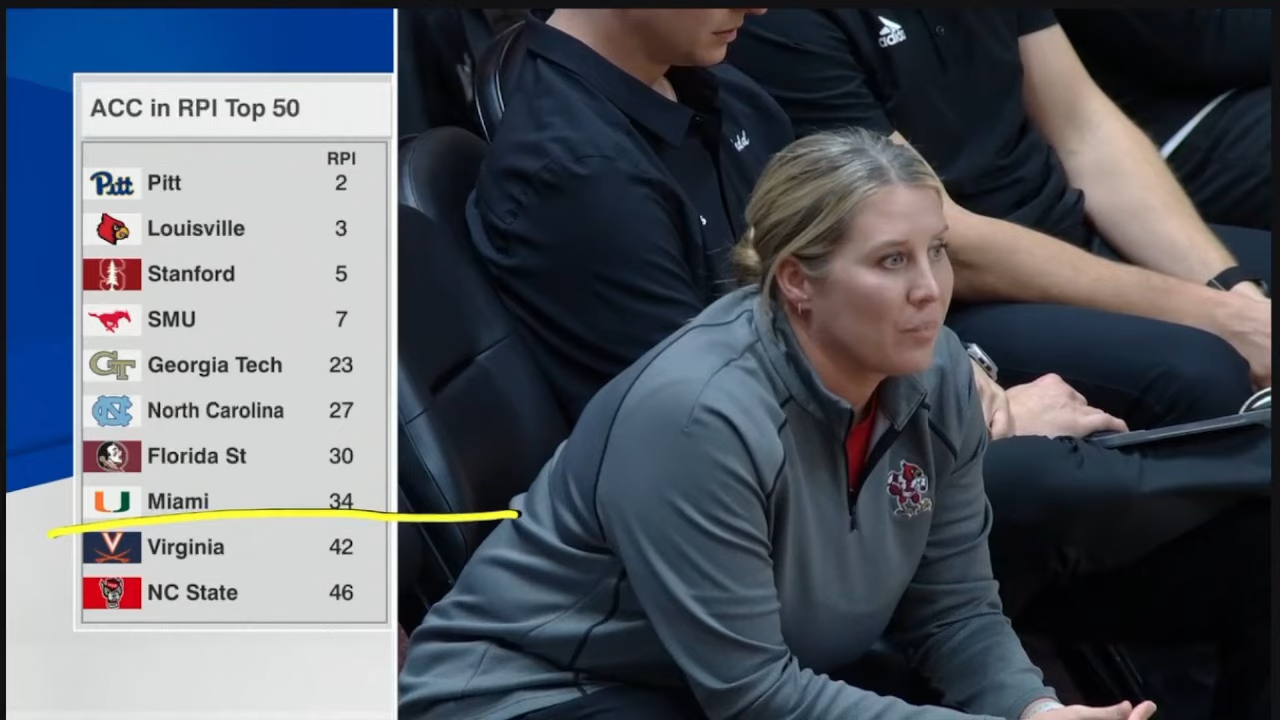 ACC in RPI Top 50
RPI
Pitt Pitt 2
Louisville 3
S Stanford 5
SMU 7
GT Georgia Tech 23
NC North Carolina 27
Florida St 30
U Miami 34
V Virginia 42
NC State 46
adidas